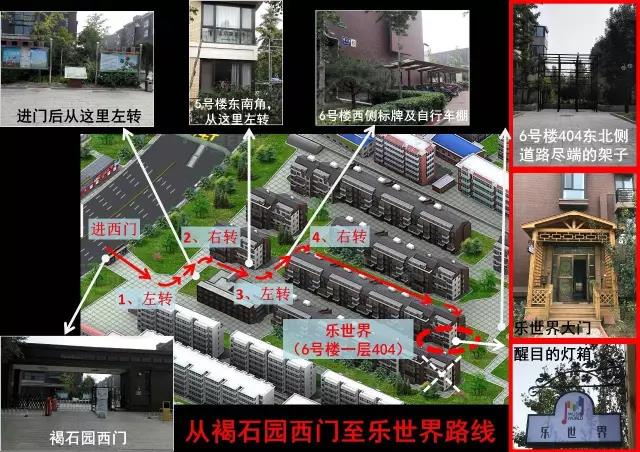 进门后从这里左转
6号楼东南角，
从这里左转
6号楼西侧标牌及自行车棚
6号楼404东北侧
道路尽端的架子
进西门
2、右转
4、右转
1、左转
3、左转
乐世界
（6号楼一层404）
乐世界大门
醒目的灯箱
WORLD
乐世界
褐石园西门
从褐石园西门至乐世界路线